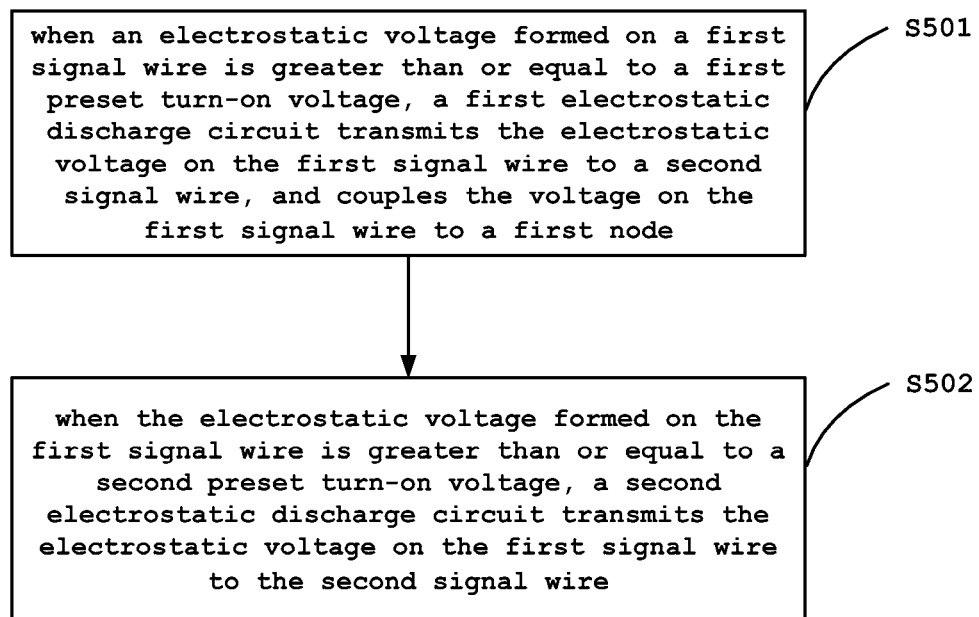 when an electrostatic voltage formed on a first
signal wire is greater than or equal to a first
preset turn-on voltage, a first electrostatic
discharge circuit transmits the electrostatic
voltage on the first signal wire to a second
signal wire, and couples the voltage on the
first signal wire to a first node
S501
when the electrostatic voltage formed on the
first signal wire is greater than or equal to a
second preset turn-on voltage, a second
electrostatic discharge circuit transmits the
electrostatic voltage on the first signal wire
to the second signal wire
S502